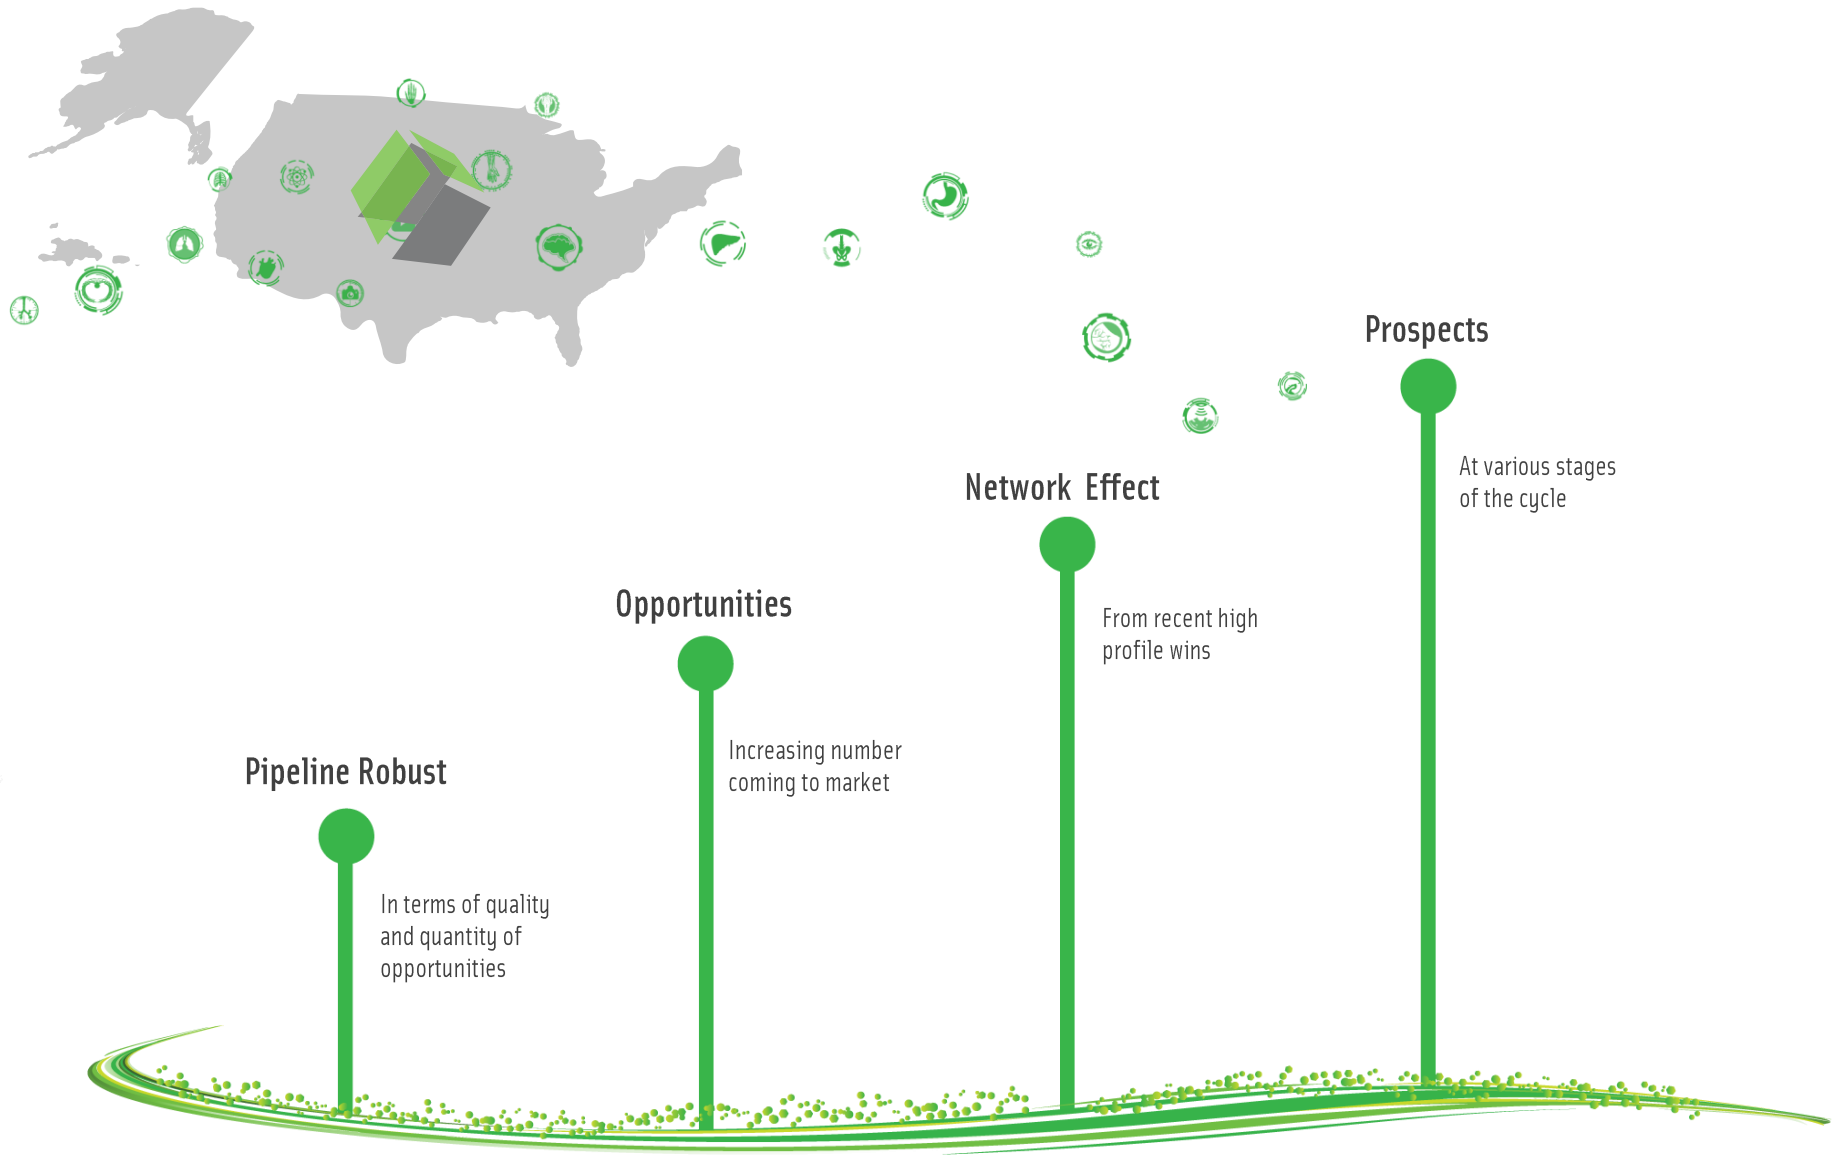 Prospects
At various stages
of the cycle
Network Effect
From recent high
profile wins
Opportunities
Increasing number
coming to market
Pipeline Robust
In terms of quality
and quantity of
opportunities